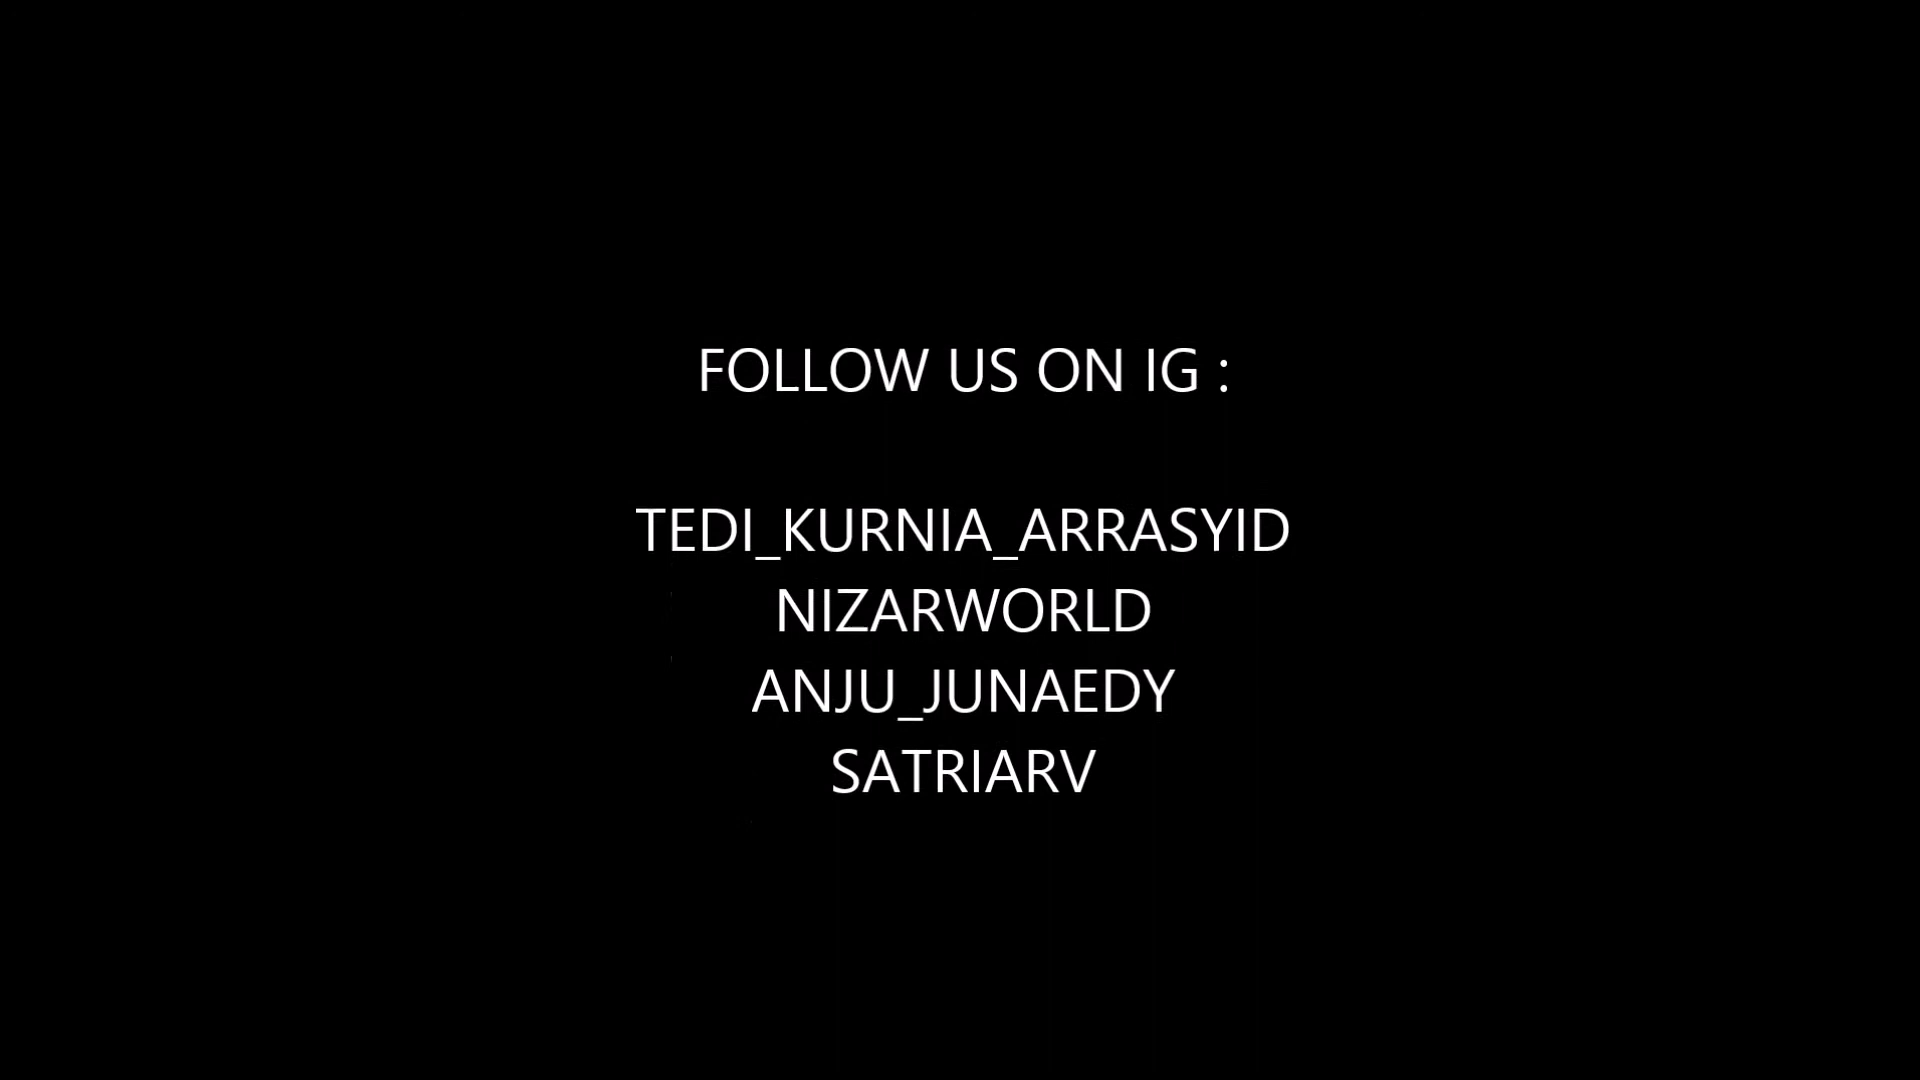 FOLLOW US ON IG :
TEDI_KURNIA_ARRASYID
NIZARWORLD
ANJU_JUNAEDY
SATRIARV